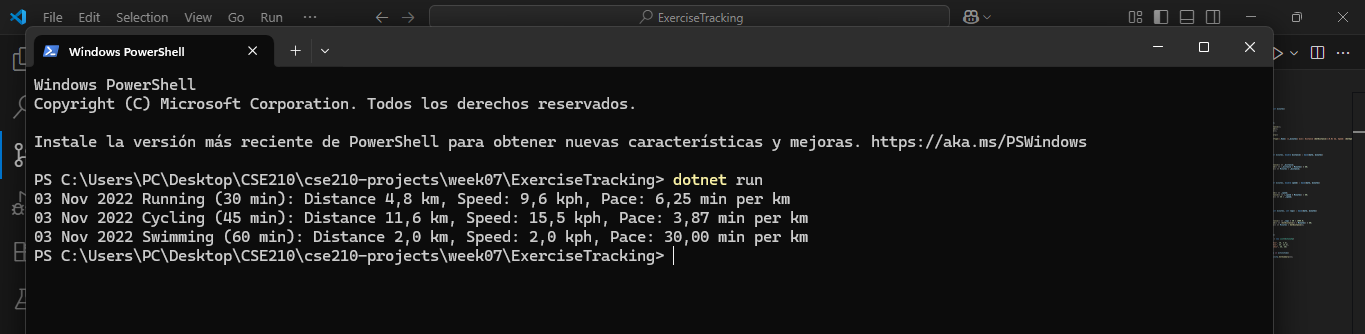 File Edit Selection View Go Run ··· ExerciseTracking
Windows PowerShell
Windows PowerShell
Copyright (C) Microsoft Corporation. Todos los derechos reservados.
Instale la versión más reciente de PowerShell para obtener nuevas características y mejoras. https://aka.ms/PSWindows
PS C:\Users\PC\Desktop\CSE210\cse210-projects\week07\ExerciseTracking> dotnet run
03 Nov 2022 Running (30 min): Distance 4,8 km, Speed: 9,6 kph, Pace: 6,25 min per km
03 Nov 2022 Cycling (45 min): Distance 11,6 km, Speed: 15,5 kph, Pace: 3,87 min per km
03 Nov 2022 Swimming (60 min): Distance 2,0 km, Speed: 2,0 kph, Pace: 30,00 min per km
PS C:\Users\PC\Desktop\CSE210\cse210-projects\week07\ExerciseTracking>